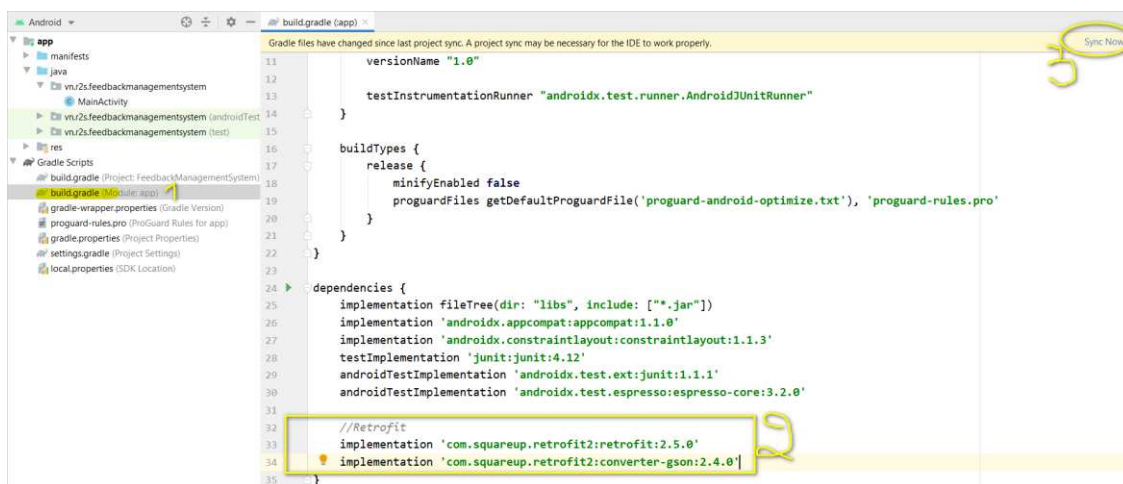 Android
app
manifests
java
vn.r2s.feedbackmanagementsystem
MainActivity
vn.r2s.feedbackmanagementsystem (androidTest
vn.r2s.feedbackmanagementsystem (test)
res
Gradle Scripts
build.gradle (Project: FeedbackManagementSystem)
build.gradle (Module: app) 1
gradle-wrapper.properties (Gradle Version)
proguard-rules.pro (ProGuard Rules for app)
gradle.properties (Project Properties)
settings.gradle (Project Settings)
local.properties (SDK Location)
build.gradle (:app)
Gradle files have changed since last project sync. A project sync may be necessary for the IDE to work properly.
Sync Now
3
11 versionName "1.0"
12
13 testInstrumentationRunner "androidx.test.runner.AndroidJUnitRunner"
14 }
15
16 buildTypes {
17 release {
18 minifyEnabled false
19 proguardFiles getDefaultProguardFile('proguard-android-optimize.txt'), 'proguard-rules.pro'
20 }
21 }
22 }
23
24 dependencies {
25 implementation fileTree(dir: "libs", include: ["*.jar"])
26 implementation 'androidx.appcompat:appcompat:1.1.0'
27 implementation 'androidx.constraintlayout:constraintlayout:1.1.3'
28 testImplementation 'junit:junit:4.12'
29 androidTestImplementation 'androidx.test.ext:junit:1.1.1'
30 androidTestImplementation 'androidx.test.espresso:espresso-core:3.2.0'
31
32 //Retrofit
33 implementation 'com.squareup.retrofit2:retrofit:2.5.0'
34 implementation 'com.squareup.retrofit2:converter-gson:2.4.0'
35 }
2